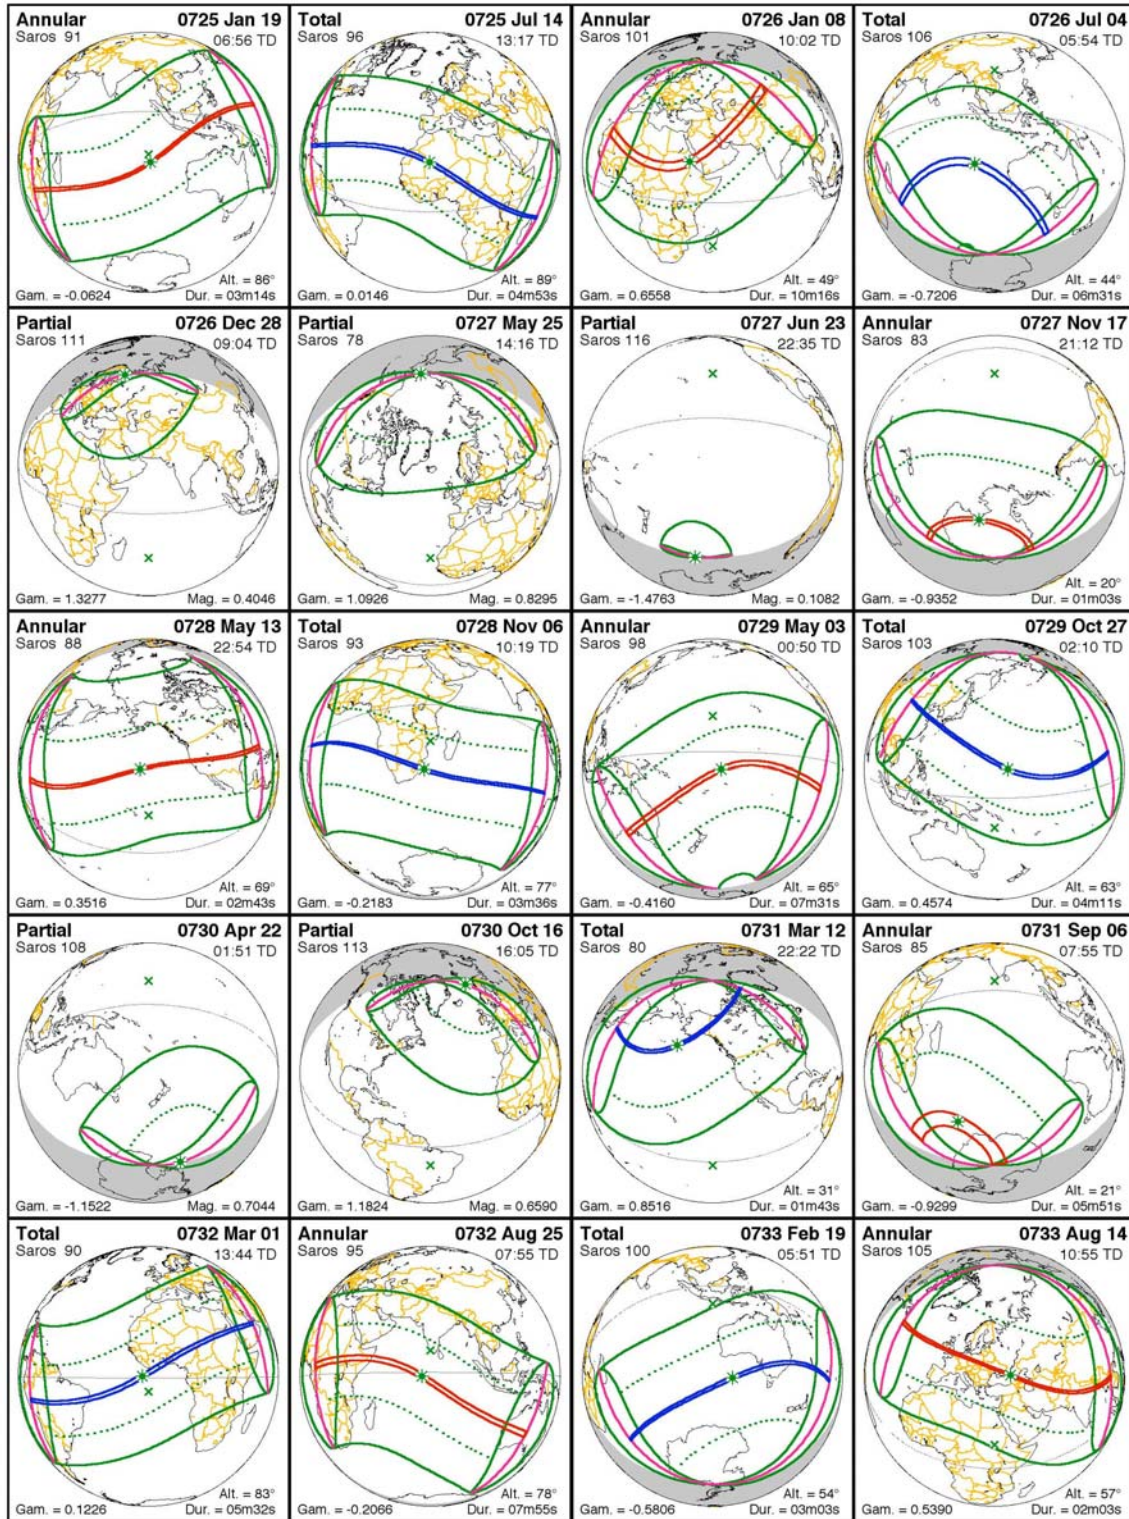 Annular 0725 Jan 19
Saros 91 06:56 TD
Alt. = 86°
Gam. = -0.0624 Dur. = 03m14s
Total 0725 Jul 14
Saros 96 13:17 TD
Alt. = 89°
Gam. = 0.0146 Dur. = 04m53s
Annular 0726 Jan 08
Saros 101 10:02 TD
Alt. = 49°
Gam. = 0.6558 Dur. = 10m16s
Total 0726 Jul 04
Saros 106 05:54 TD
Alt. = 44°
Gam. = -0.7206 Dur. = 06m31s
Partial 0726 Dec 28
Saros 111 09:04 TD
Gam. = 1.3277 Mag. = 0.4046
Partial 0727 May 25
Saros 78 14:16 TD
Gam. = 1.0926 Mag. = 0.8295
Partial 0727 Jun 23
Saros 116 22:35 TD
Gam. = -1.4763 Mag. = 0.1082
Annular 0727 Nov 17
Saros 83 21:12 TD
Alt. = 20°
Gam. = -0.9352 Dur. = 01m03s
Annular 0728 May 13
Saros 88 22:54 TD
Alt. = 69°
Gam. = 0.3516 Dur. = 02m43s
Total 0728 Nov 06
Saros 93 10:19 TD
Alt. = 77°
Gam. = -0.2183 Dur. = 03m36s
Annular 0729 May 03
Saros 98 00:50 TD
Alt. = 65°
Gam. = -0.4160 Dur. = 07m31s
Total 0729 Oct 27
Saros 103 02:10 TD
Alt. = 63°
Gam. = 0.4574 Dur. = 04m11s
Partial 0730 Apr 22
Saros 108 01:51 TD
Gam. = -1.1522 Mag. = 0.7044
Partial 0730 Oct 16
Saros 113 16:05 TD
Gam. = 1.1824 Mag. = 0.6590
Total 0731 Mar 12
Saros 80 22:22 TD
Alt. = 31°
Gam. = 0.8516 Dur. = 01m43s
Annular 0731 Sep 06
Saros 85 07:55 TD
Alt. = 21°
Gam. = -0.9299 Dur. = 05m51s
Total 0732 Mar 01
Saros 90 13:44 TD
Alt. = 83°
Gam. = 0.1226 Dur. = 05m32s
Annular 0732 Aug 25
Saros 95 07:55 TD
Alt. = 78°
Gam. = -0.2066 Dur. = 07m55s
Total 0733 Feb 19
Saros 100 05:51 TD
Alt. = 54°
Gam. = -0.5806 Dur. = 03m03s
Annular 0733 Aug 14
Saros 105 10:55 TD
Alt. = 57°
Gam. = 0.5390 Dur. = 02m03s